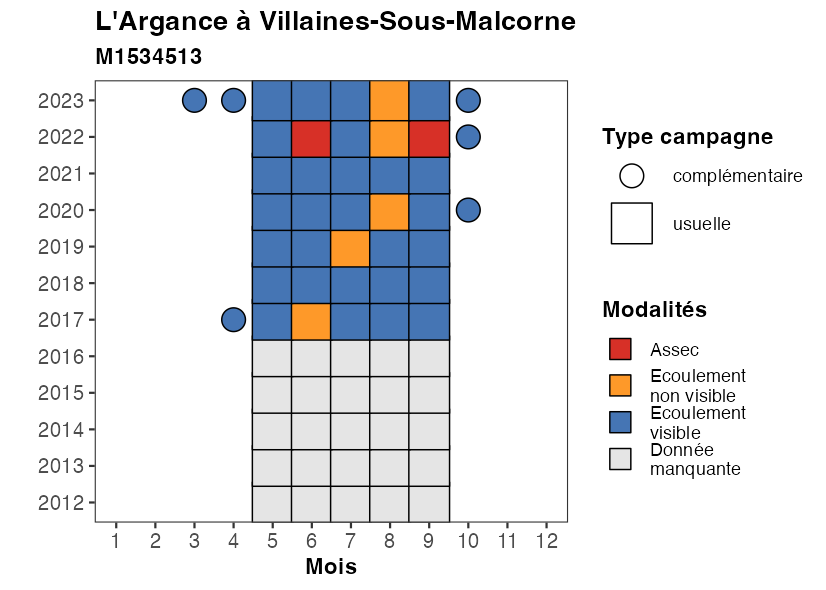 L'Argance à Villaines-Sous-Malcorne
M1534513
2023
2022
2021
2020
2019
2018
2017
2016
2015
2014
2013
2012
1 2 3 4 5 6 7 8 9 10 11 12
Mois
Type campagne
complémentaire
usuelle
Modalités
Assec
Ecoulement
non visible
Ecoulement
visible
Donnée
manquante